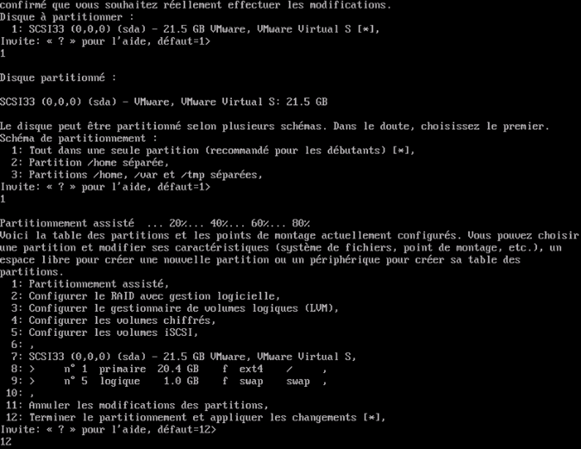 confirmé que vous souhaitez réellement effectuer les modifications.
Disque à partitionner :
1: SCSI33 (0,0,0) (sda) - 21.5 GB VMware, VMware Virtual S [*],
Invite: « ? » pour l'aide, défaut=1>
1
Disque partitionné :
SCSI33 (0,0,0) (sda) - VMware, VMware Virtual S: 21.5 GB
Le disque peut être partitionné selon plusieurs schémas. Dans le doute, choisissez le premier.
Schéma de partitionnement :
1: Tout dans une seule partition (recommandé pour les débutants) [*],
2: Partition /home séparée,
3: Partitions /home, /var et /tmp séparées,
Invite: « ? » pour l'aide, défaut=1>
1
Partitionnement assisté ... 20%... 40%... 60%... 80%
Voici la table des partitions et les points de montage actuellement configurés. Vous pouvez choisir
une partition et modifier ses caractéristiques (système de fichiers, point de montage, etc.), un
espace libre pour créer une nouvelle partition ou un périphérique pour créer sa table des
partitions.
1: Partitionnement assisté,
2: Configurer le RAID avec gestion logicielle,
3: Configurer le gestionnaire de volumes logiques (LVM),
4: Configurer les volumes chiffrés,
5: Configurer les volumes iSCSI,
6: ,
7: SCSI33 (0,0,0) (sda) - 21.5 GB VMware, VMware Virtual S,
8: > n° 1 primaire 20.4 GB f ext4 / ,
9: > n° 5 logique 1.0 GB f swap swap ,
10: ,
11: Annuler les modifications des partitions,
12: Terminer le partitionnement et appliquer les changements [*],
Invite: « ? » pour l'aide, défaut=12>
12